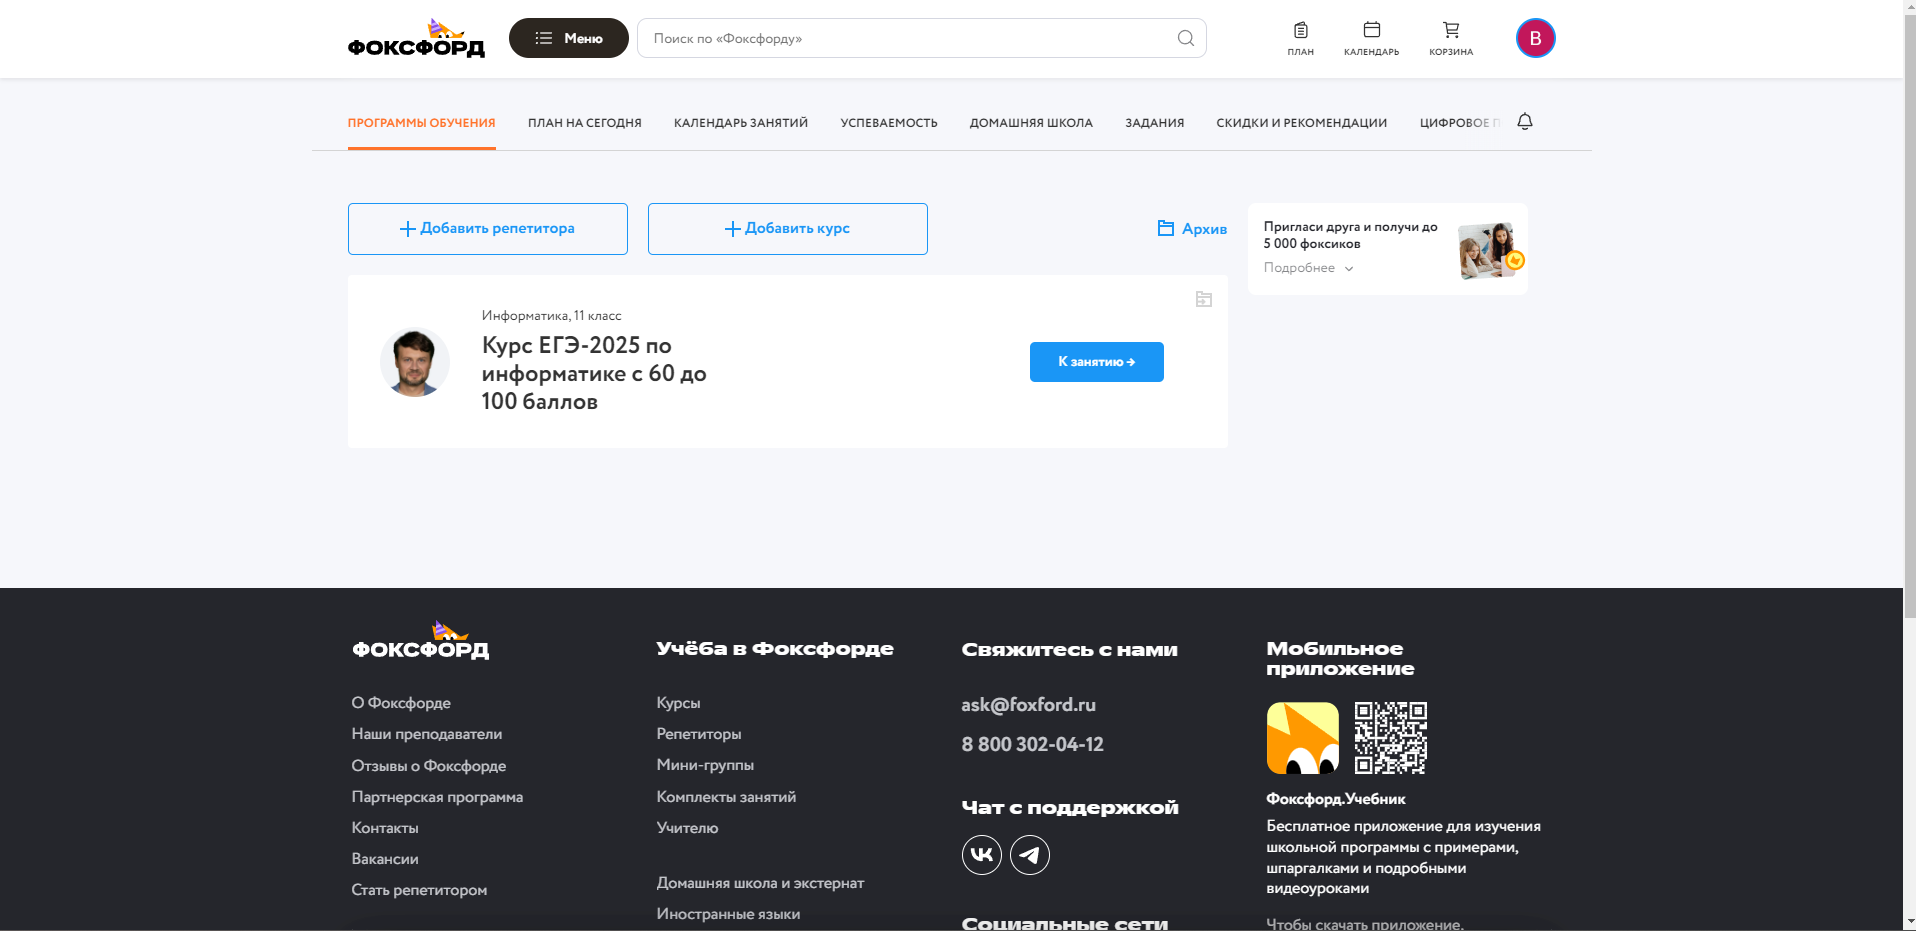 ФОКСФОРД
Меню
Поиск по «Фоксфорду»
ПЛАН
КАЛЕНДАРЬ
КОРЗИНА
В
ПРОГРАММЫ ОБУЧЕНИЯ
ПЛАН НА СЕГОДНЯ
КАЛЕНДАРЬ ЗАНЯТИЙ
УСПЕВАЕМОСТЬ
ДОМАШНЯЯ ШКОЛА
ЗАДАНИЯ
СКИДКИ И РЕКОМЕНДАЦИИ
ЦИФРОВОЕ П
Добавить репетитора
Добавить курс
Архив
Пригласи друга и получи до
5 000 фоксиков
Подробнее
Информатика, 11 класс
Курс ЕГЭ-2025 по
информатике с 60 до
100 баллов
К занятию →
ФОКСФОРД
О Фоксфорде
Наши преподаватели
Отзывы о Фоксфорде
Партнерская программа
Контакты
Вакансии
Стать репетитором
Учёба в Фоксфорде
Курсы
Репетиторы
Мини-группы
Комплекты занятий
Учителю
Домашняя школа и экстернат
Иностранные языки
Свяжитесь с нами
ask@foxford.ru
8 800 302-04-12
Чат с поддержкой
Социальные сети
Мобильное
приложение
Фоксфорд.Учебник
Бесплатное приложение для изучения
школьной программы с примерами,
шпаргалками и подробными
видеоуроками
Чтобы скачать приложение,